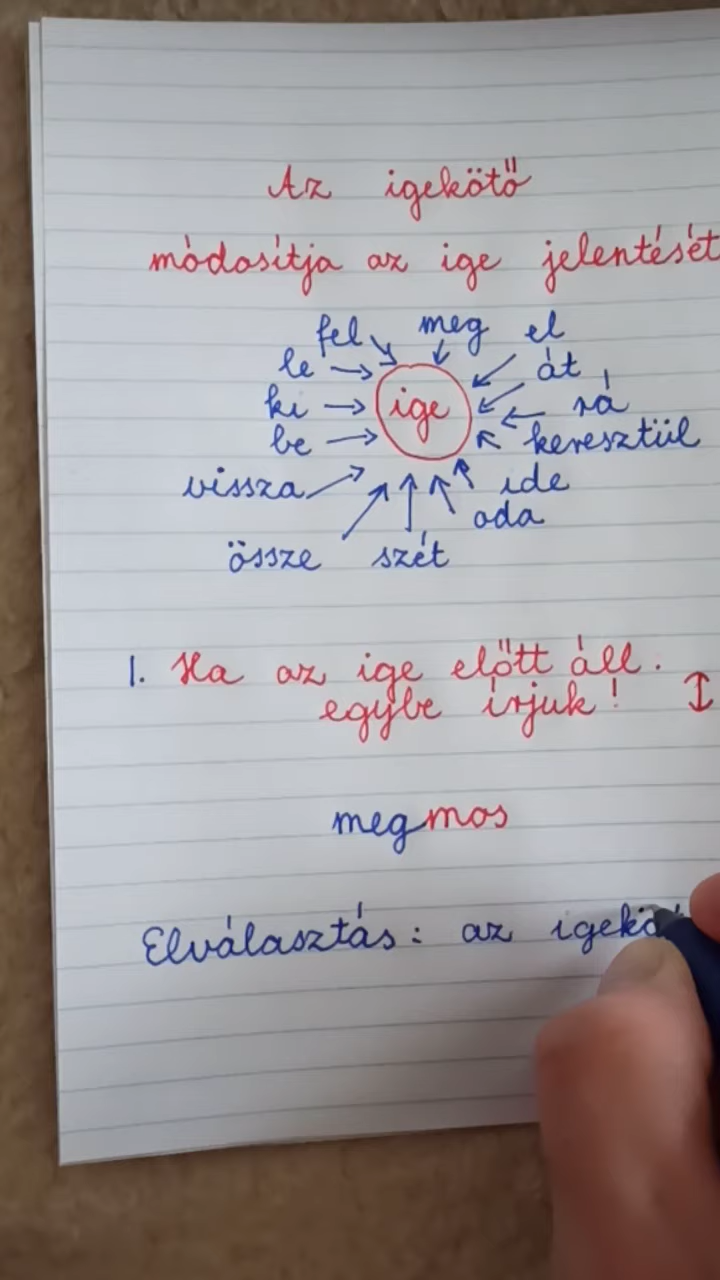 Az igekötő
módosítja az ige jelentését
fel meg el
le át
ki ige rá
be keresztül
vissza ide
oda
össze szét
1. Ha az ige előtt áll.
egybe írjuk!
megmos
Elválasztás: az